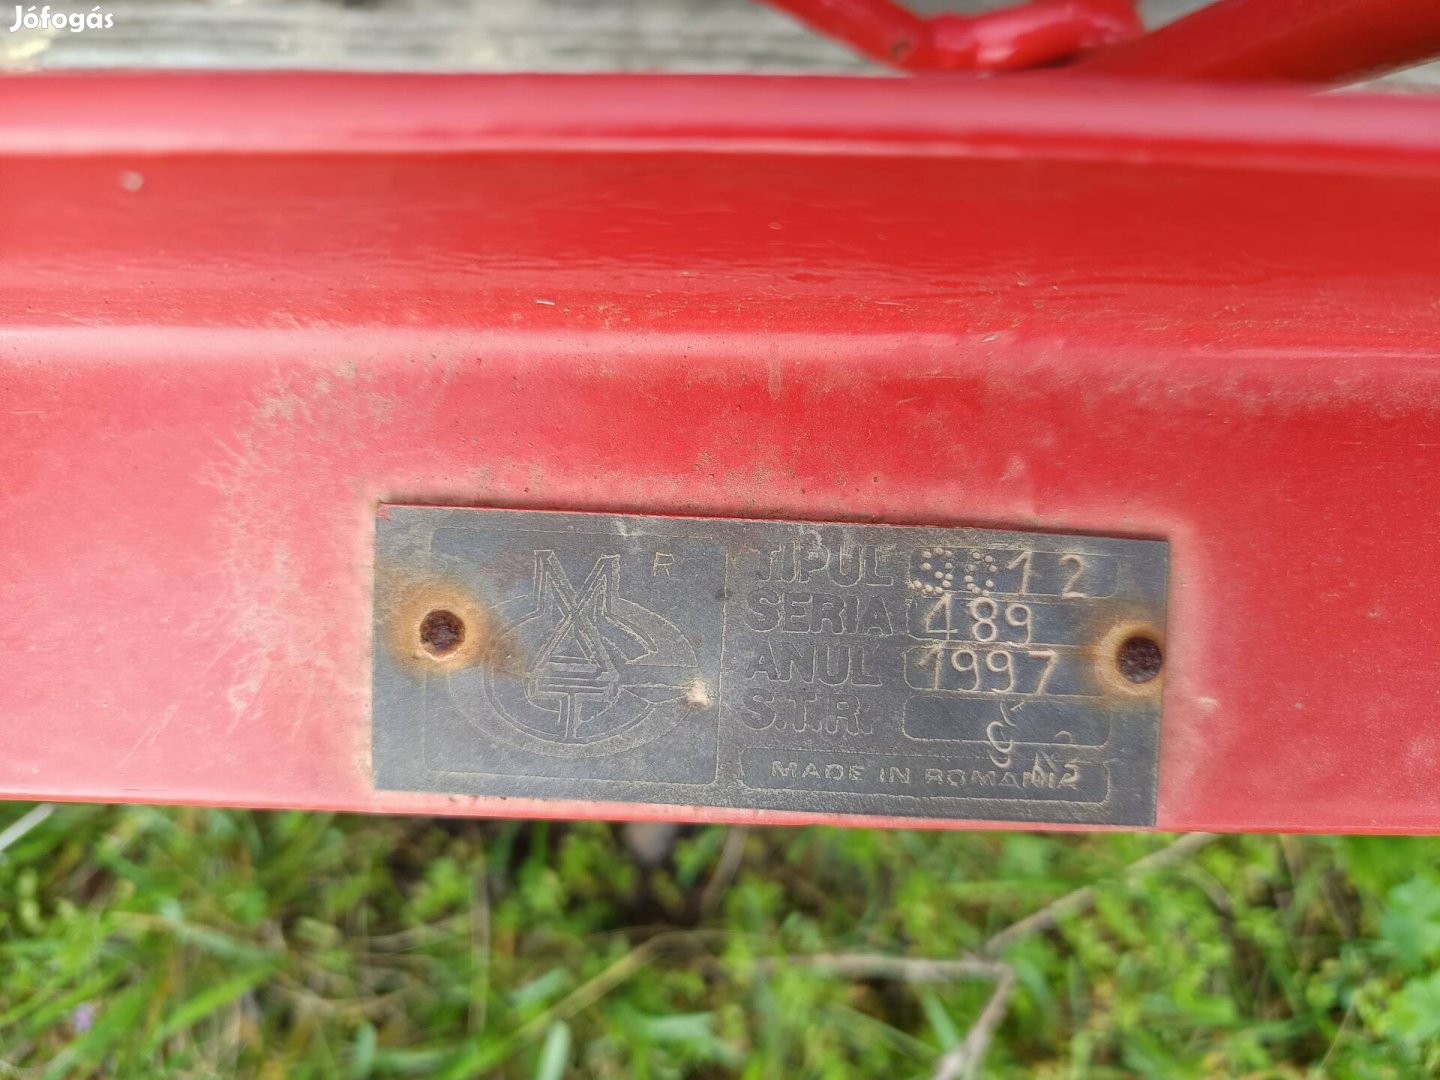 Jófogás
R
TIPUL
SERIA 489
ANUL 1997
S.T.R.
MADE IN ROMANIA